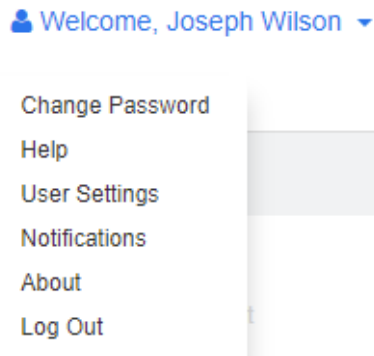 Welcome, Joseph Wilson
Change Password
Help
User Settings
Notifications
About
Log Out